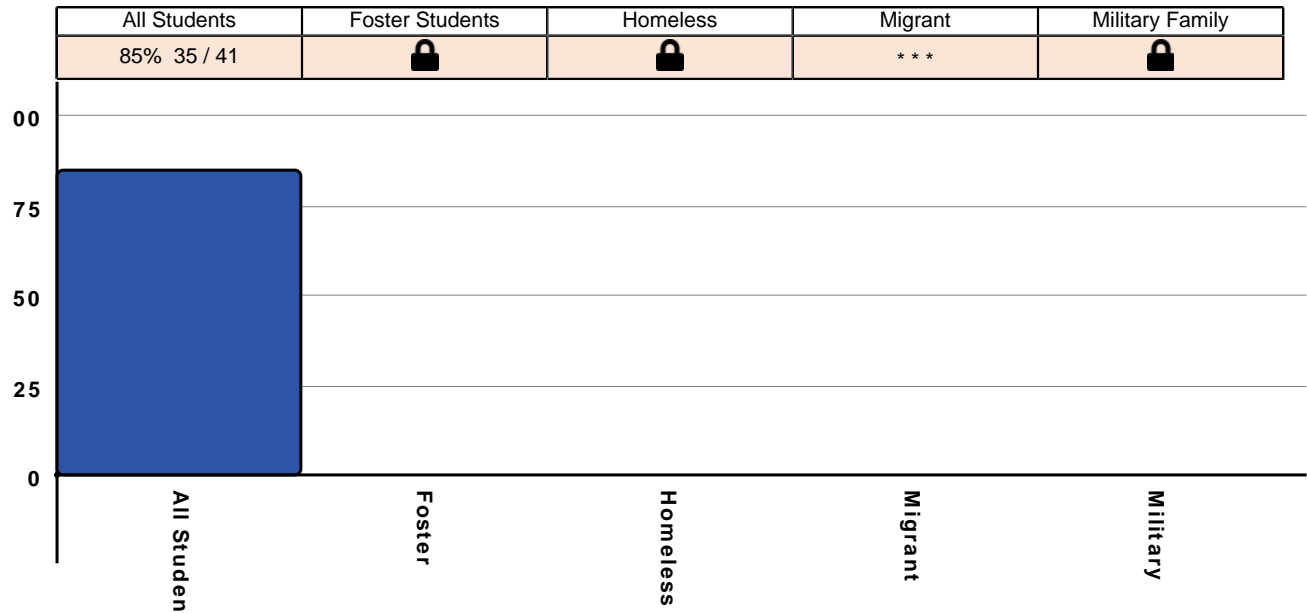 All Students Foster Students Homeless Migrant Military Family
85% 35 / 41 * * *
00
75
50
25
0
All Studen
Foster
Homeless
Migrant
Military